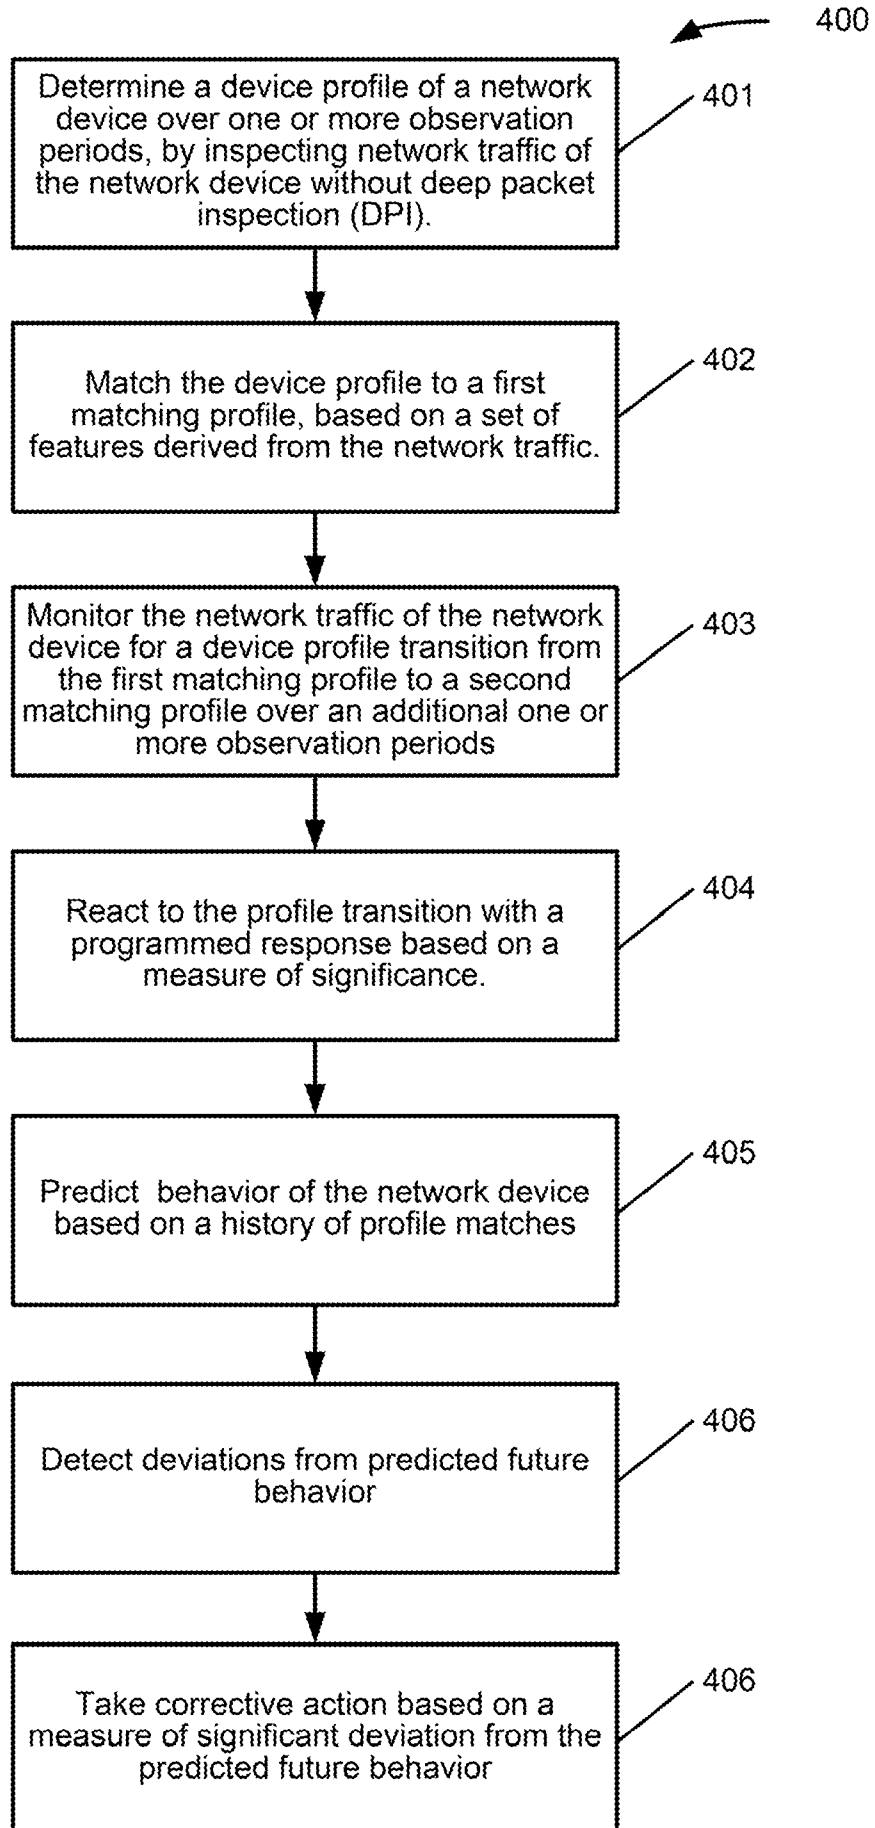 400
Determine a device profile of a network
device over one or more observation
periods, by inspecting network traffic of
the network device without deep packet
inspection (DPI).
401
Match the device profile to a first
matching profile, based on a set of
features derived from the network traffic.
402
Monitor the network traffic of the network
device for a device profile transition from
the first matching profile to a second
matching profile over an additional one or
more observation periods
403
React to the profile transition with a
programmed response based on a
measure of significance.
404
Predict behavior of the network device
based on a history of profile matches
405
Detect deviations from predicted future
behavior
406
Take corrective action based on a
measure of significant deviation from the
predicted future behavior
406